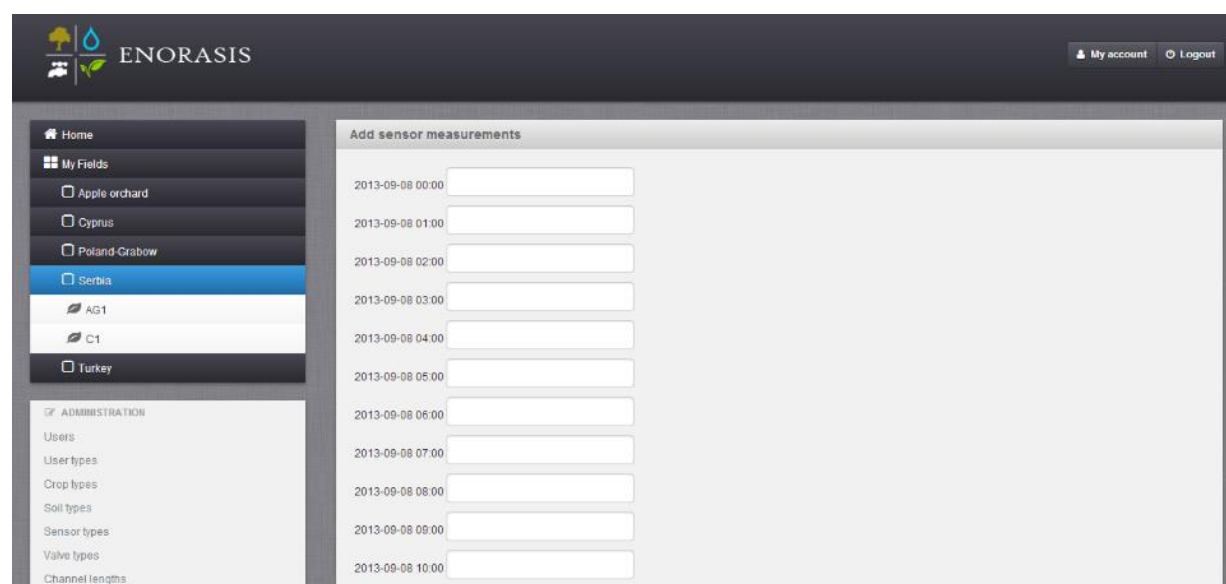 ENORASIS
My account
Logout
Home
My Fields
Apple orchard
Cyprus
Poland-Grabow
Serbia
AG1
C1
Turkey
ADMINISTRATION
Users
User types
Crop types
Soil types
Sensor types
Valve types
Channel lengths
Add sensor measurements
2013-09-08 00:00
2013-09-08 01:00
2013-09-08 02:00
2013-09-08 03:00
2013-09-08 04:00
2013-09-08 05:00
2013-09-08 06:00
2013-09-08 07:00
2013-09-08 08:00
2013-09-08 09:00
2013-09-08 10:00